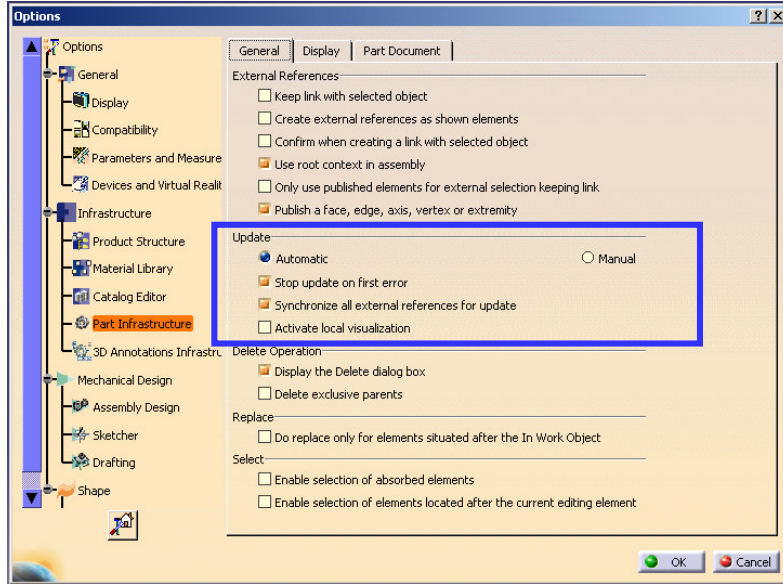 Options
Options
General
Display
Compatibility
Parameters and Measure
Devices and Virtual Realit
Infrastructure
Product Structure
Material Library
Catalog Editor
Part Infrastructure
3D Annotations Infrastru
Mechanical Design
Assembly Design
Sketcher
Drafting
Shape
General Display Part Document
External References
Keep link with selected object
Create external references as shown elements
Confirm when creating a link with selected object
Use root context in assembly
Only use published elements for external selection keeping link
Publish a face, edge, axis, vertex or extremity
Update
Automatic Manual
Stop update on first error
Synchronize all external references for update
Activate local visualization
Delete Operation
Display the Delete dialog box
Delete exclusive parents
Replace
Do replace only for elements situated after the In Work Object
Select
Enable selection of absorbed elements
Enable selection of elements located after the current editing element
OK Cancel